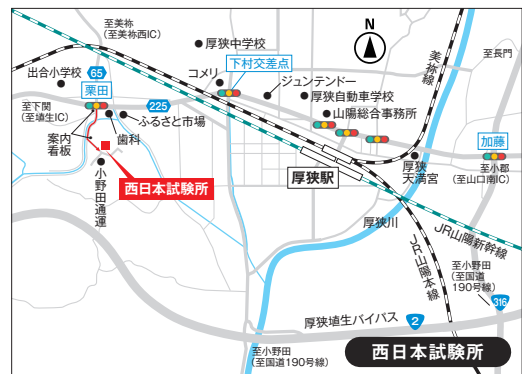 至美祢
(至美祢西IC)
厚狭中学校
N
下村交差点
コメリ
出合小学校
65
ジュンテンドー
美祢線
至長門
栗田
厚狭自動車学校
至下関
(至埴生IC)
225
ふるさと市場
山陽総合事務所
加藤
案内
看板
歯科
厚狭
天満宮
至小郡
(至山口南IC)
小野田通運
西日本試験所
厚狭駅
厚狭川
JR山陽新幹線
JR山陽本線
至小野田
(至国道
190号線)
316
厚狭埴生バイパス
2
至小野田
(至国道190号線)
西日本試験所